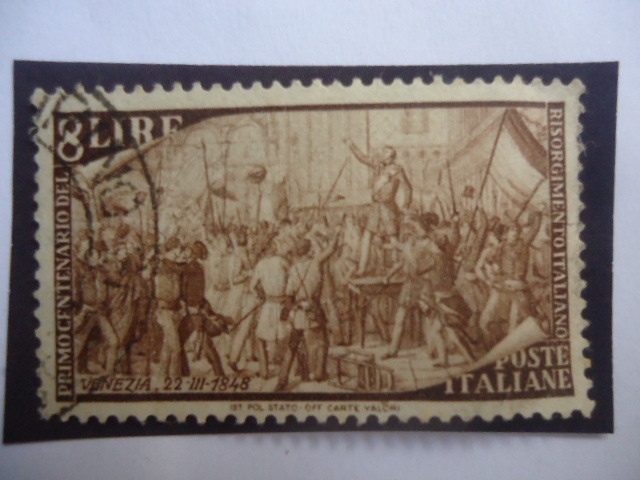 8 LIRE
PRIMO CENTENARIO DEL
RISORGIMENTO ITALIANO
VENEZIA, 22-III-1848
POSTE
ITALIANE
IST. POL. STATO · OFF. CARTE VALORI